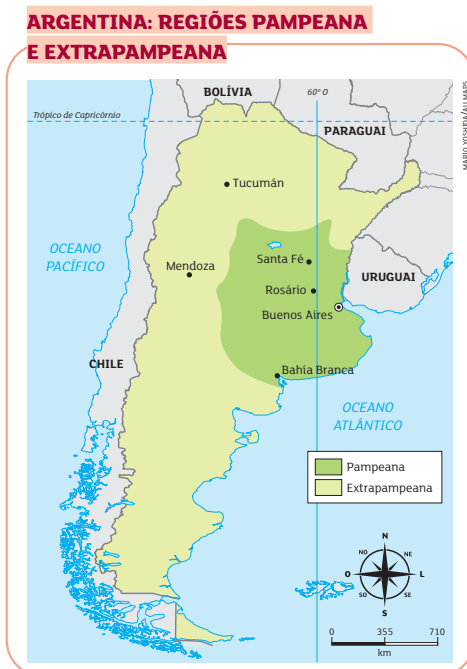 ARGENTINA: REGIÕES PAMPEANA
E EXTRAPAMPEANA
BOLÍVIA
60° O
Trópico de Capricórnio
PARAGUAI
MARIO YOSHIDA/ALLMAPS
Tucumán
OCEANO
PACÍFICO
Mendoza
Santa Fé
URUGUAI
Rosário
Buenos Aires
CHILE
Bahía Branca
OCEANO
ATLÂNTICO
Pampeana
Extrapampeana
N
NO
NE
O
L
SO
SE
S
0 355 710
km